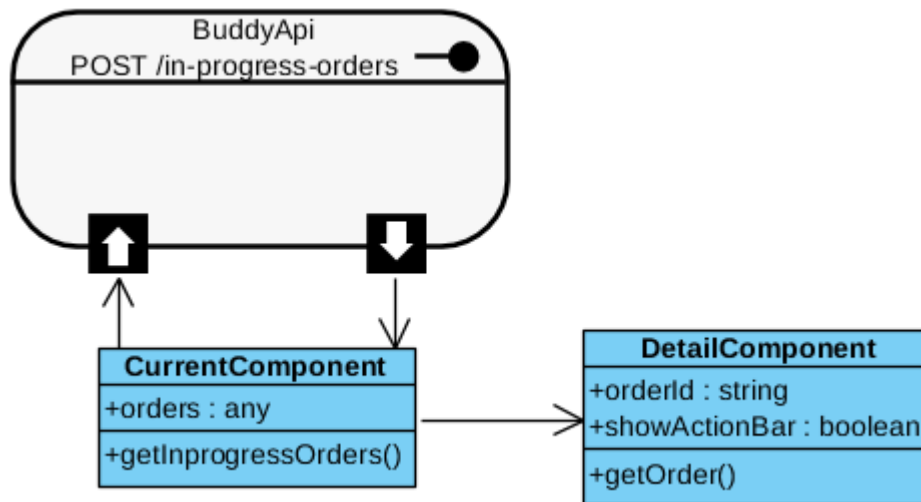 BuddyApi
POST /in-progress-orders
CurrentComponent
+orders : any
+getInprogressOrders()
DetailComponent
+orderId : string
+showActionBar : boolean
+getOrder()